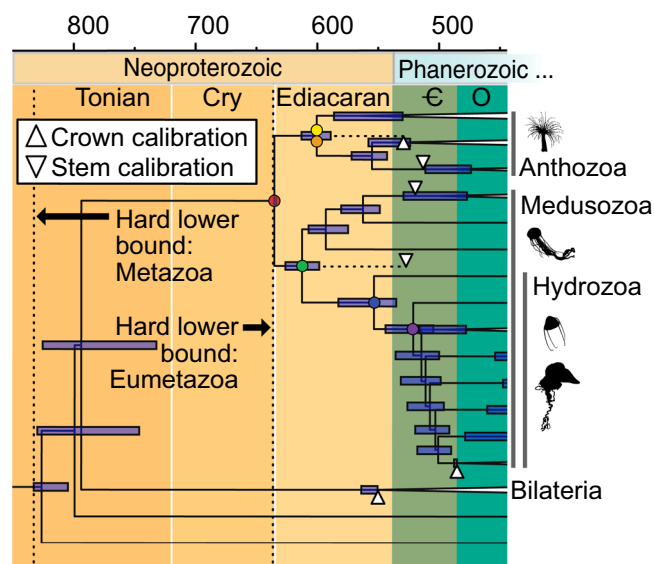 800 700 600 500
Neoproterozoic Phanerozoic ...
Tonian Cry Ediacaran Є O
Crown calibration
Stem calibration
Anthozoa
Medusozoa
Hard lower
bound:
Metazoa
Hydrozoa
Hard lower
bound:
Eumetazoa
Bilateria